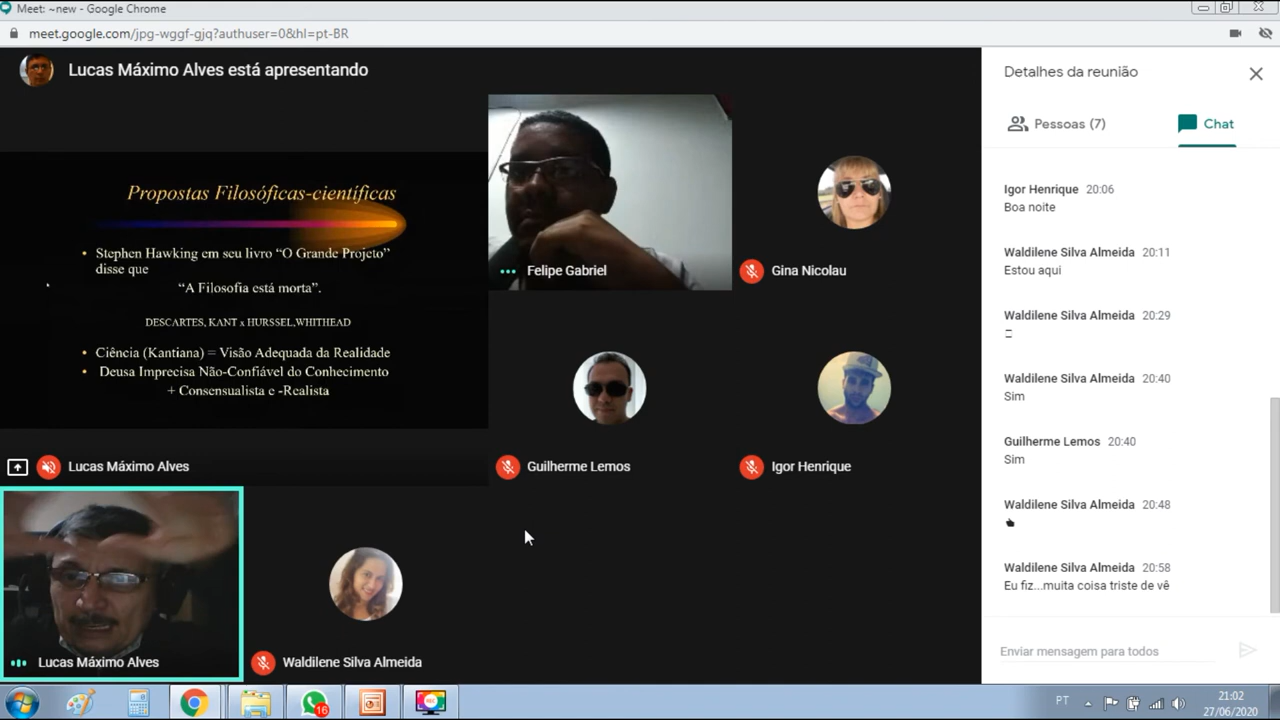 Meet: ~new - Google Chrome
meet.google.com/jpg-wggf-gjq?authuser=0&hl=pt-BR
Lucas Máximo Alves está apresentando
Propostas Filosóficas-científicas
• Stephen Hawking em seu livro “O Grande Projeto”
disse que
“A Filosofia está morta”.
DESCARTES, KANT x HURSSEL,WHITHEAD
• Ciência (Kantiana) = Visão Adequada da Realidade
• Deusa Imprecisa Não-Confiável do Conhecimento
+ Consensualista e -Realista
Felipe Gabriel
Gina Nicolau
Lucas Máximo Alves
Guilherme Lemos
Igor Henrique
Lucas Máximo Alves
Waldilene Silva Almeida
Detalhes da reunião
Pessoas (7)
Chat
Igor Henrique 20:06
Boa noite
Waldilene Silva Almeida 20:11
Estou aqui
Waldilene Silva Almeida 20:29
Waldilene Silva Almeida 20:40
Sim
Guilherme Lemos 20:40
Sim
Waldilene Silva Almeida 20:48
Waldilene Silva Almeida 20:58
Eu fiz...muita coisa triste de vê
Enviar mensagem para todos
16
REC
PT
21:02
27/06/2020